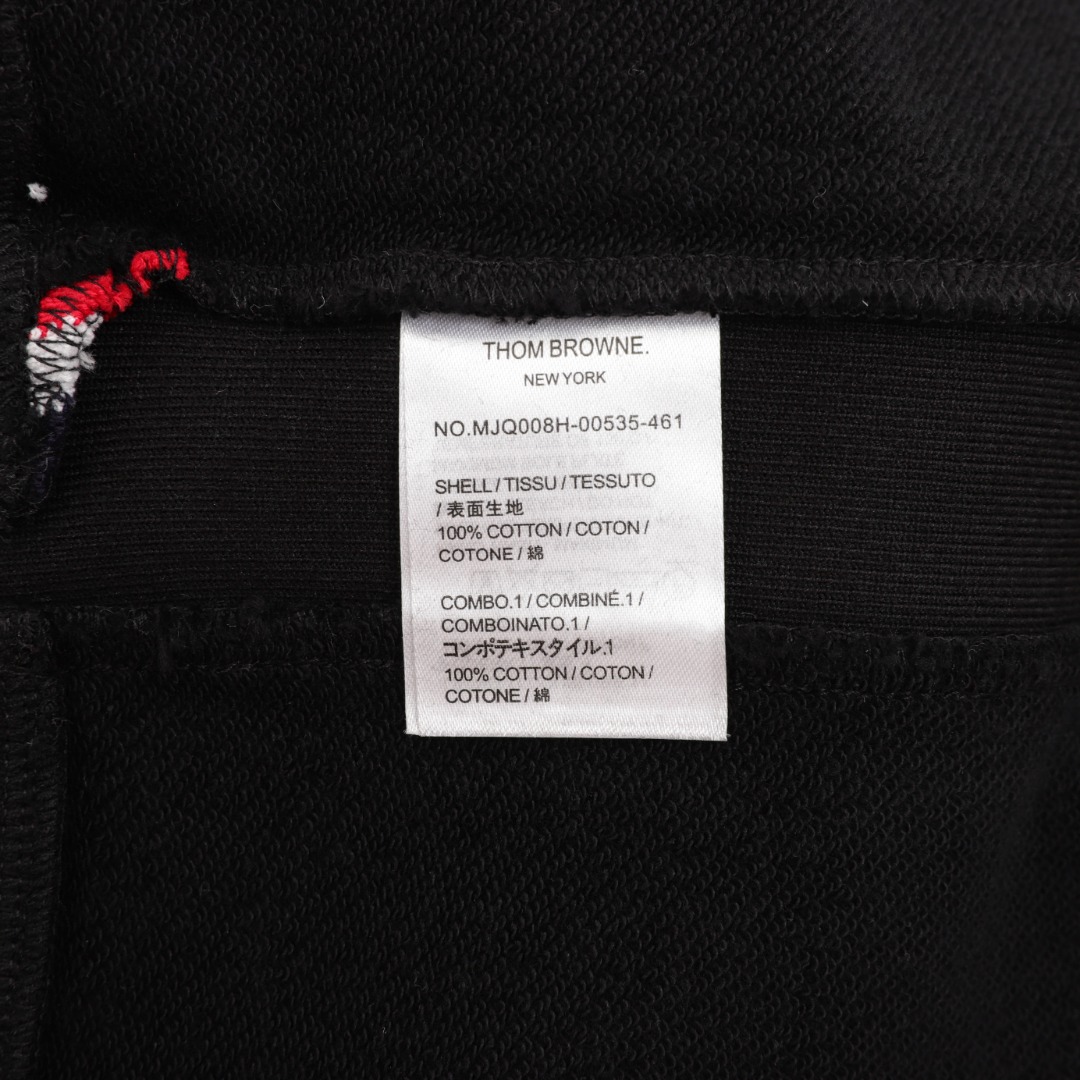 THOM BROWNE.
NEW YORK
NO.MJQ008H-00535-461
SHELL / TISSU / TESSUTO
/ 表面生地
100% COTTON / COTON /
COTONE / 綿
COMBO.1 / COMBINÉ.1 /
COMBOINATO.1 /
コンポテキスタイル.1
100% COTTON / COTON /
COTONE / 綿